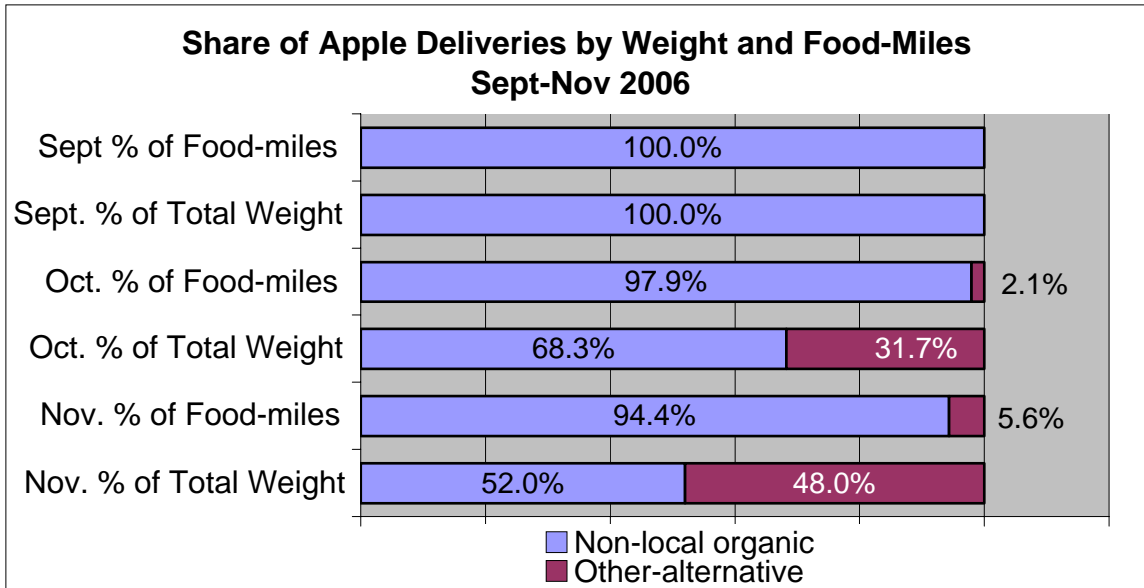 Share of Apple Deliveries by Weight and Food-Miles
Sept-Nov 2006
Sept % of Food-miles
100.0%
Sept. % of Total Weight
100.0%
Oct. % of Food-miles
97.9%
2.1%
Oct. % of Total Weight
68.3%
31.7%
Nov. % of Food-miles
94.4%
5.6%
Nov. % of Total Weight
52.0%
48.0%
Non-local organic
Other-alternative